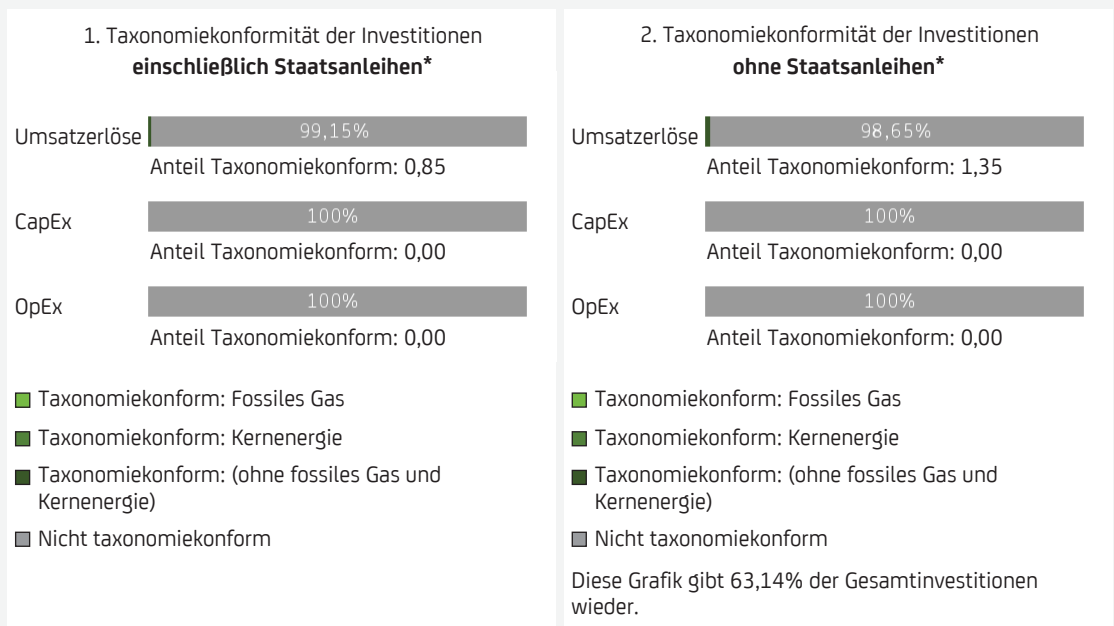 1. Taxonomiekonformität der Investitionen
einschließlich Staatsanleihen*
Umsatzerlöse
99,15%
Anteil Taxonomiekonform: 0,85
CapEx
100%
Anteil Taxonomiekonform: 0,00
OpEx
100%
Anteil Taxonomiekonform: 0,00
Taxonomiekonform: Fossiles Gas
Taxonomiekonform: Kernenergie
Taxonomiekonform: (ohne fossiles Gas und
Kernenergie)
Nicht taxonomiekonform
2. Taxonomiekonformität der Investitionen
ohne Staatsanleihen*
Umsatzerlöse
98,65%
Anteil Taxonomiekonform: 1,35
CapEx
100%
Anteil Taxonomiekonform: 0,00
OpEx
100%
Anteil Taxonomiekonform: 0,00
Taxonomiekonform: Fossiles Gas
Taxonomiekonform: Kernenergie
Taxonomiekonform: (ohne fossiles Gas und
Kernenergie)
Nicht taxonomiekonform
Diese Grafik gibt 63,14% der Gesamtinvestitionen
wieder.